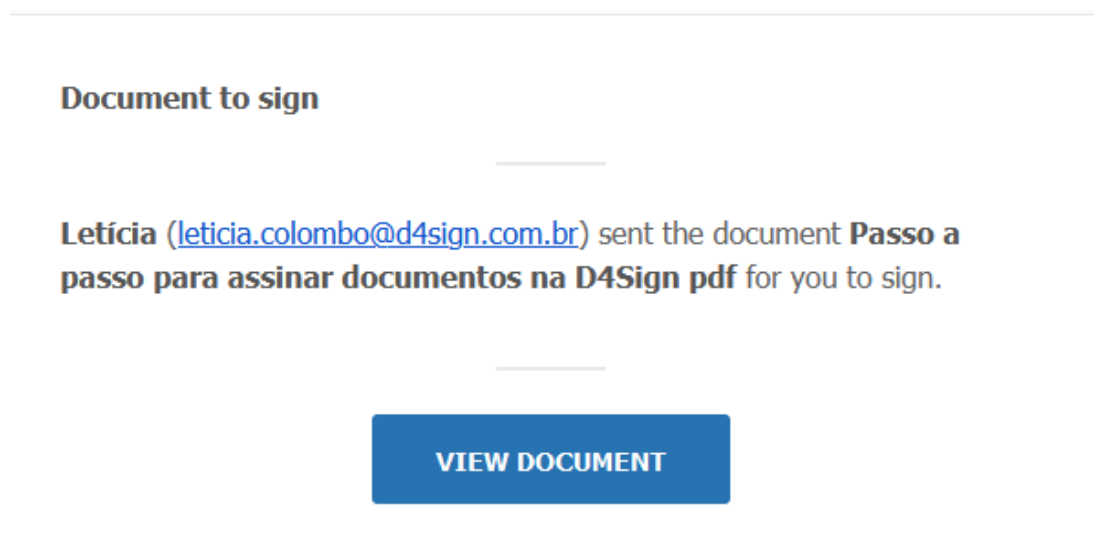 Document to sign
Letícia (leticia.colombo@d4sign.com.br) sent the document Passo a
passo para assinar documentos na D4Sign pdf for you to sign.
VIEW DOCUMENT